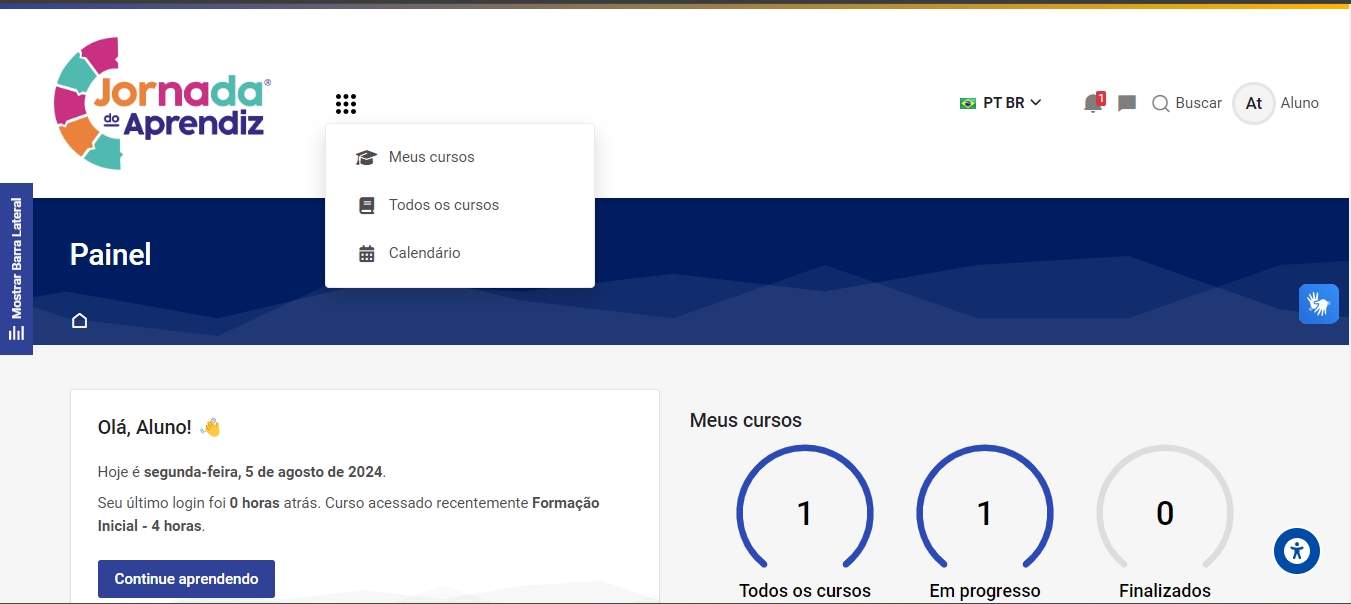 Jornada®
do Aprendiz
PT BR
1
Buscar
At
Aluno
Meus cursos
Todos os cursos
Calendário
Mostrar Barra Lateral
Painel
Olá, Aluno! 👋
Hoje é segunda-feira, 5 de agosto de 2024.
Seu último login foi 0 horas atrás. Curso acessado recentemente Formação
Inicial - 4 horas.
Continue aprendendo
Meus cursos
1
Todos os cursos
1
Em progresso
0
Finalizados